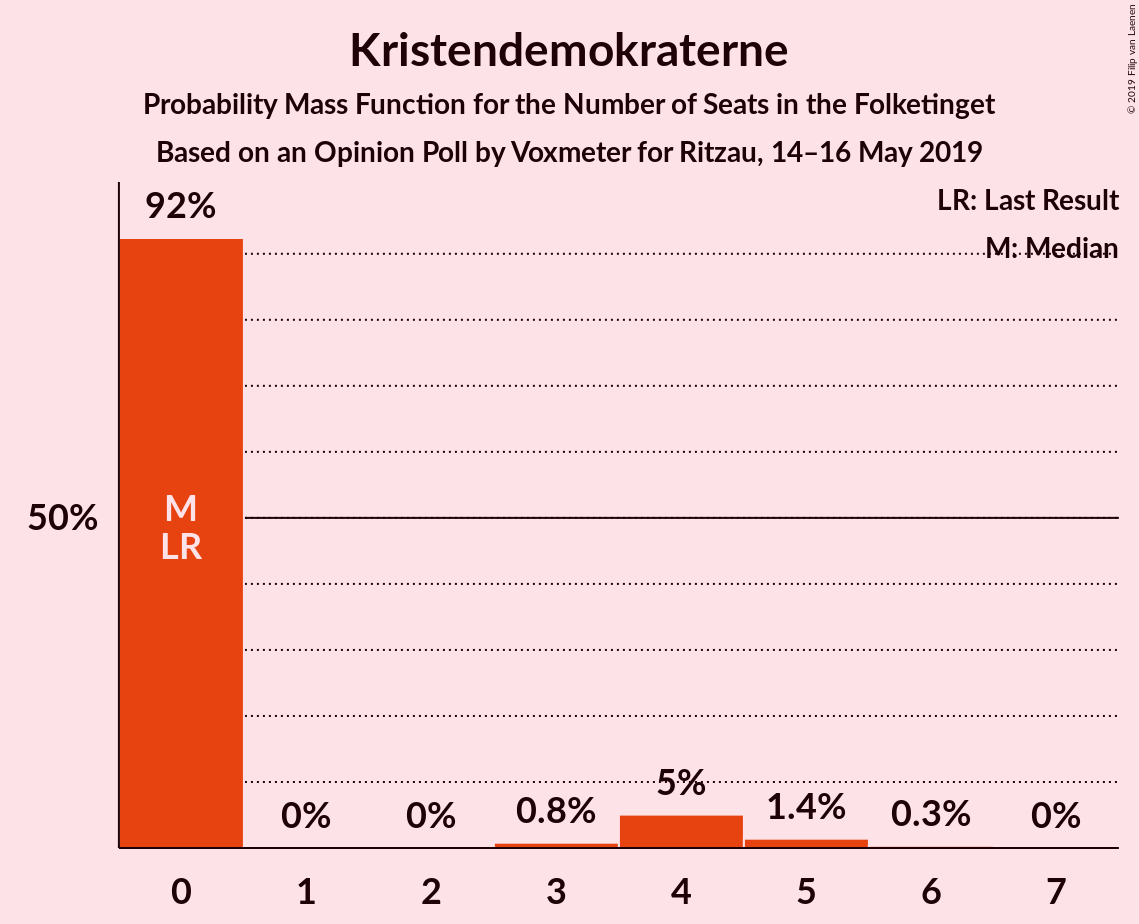 Kristendemokraterne
Probability Mass Function for the Number of Seats in the Folketinget
Based on an Opinion Poll by Voxmeter for Ritzau, 14–16 May 2019
© 2019 Filip van Laenen
LR: Last Result
M: Median
92%
50%
M
LR
0%
0%
0.8%
5%
1.4%
0.3%
0%
0
1
2
3
4
5
6
7